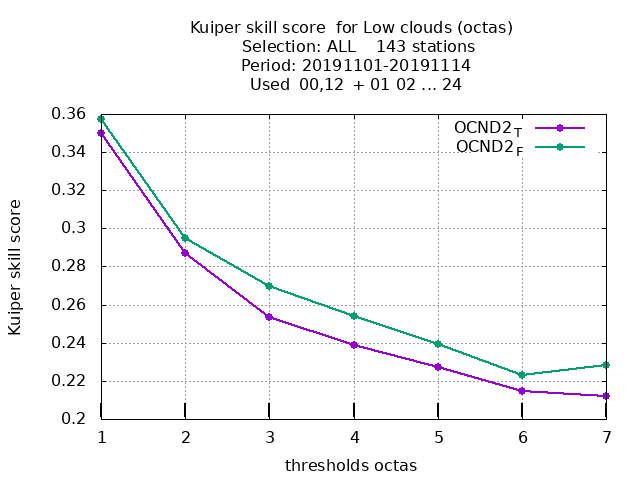 Kuiper skill score  for Low clouds (octas)
Selection: ALL    143 stations
Period: 20191101-20191114
Used  00,12  + 01 02 ... 24
OCND2_T
OCND2_F
Kuiper skill score
0.36
0.34
0.32
0.3
0.28
0.26
0.24
0.22
0.2
1 2 3 4 5 6 7
thresholds octas